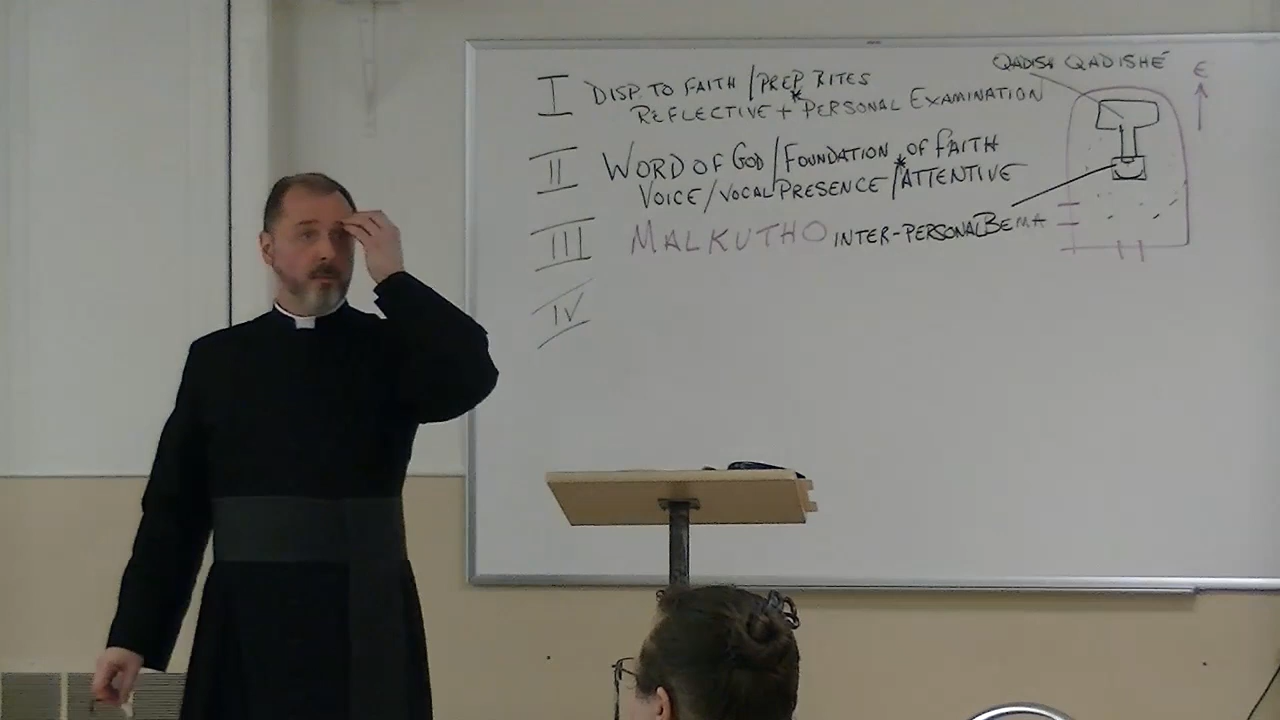 QADISH QADISHÉ
E
I DISP. TO FAITH / PREP RITES
REFLECTIVE + * PERSONAL EXAMINATION
II WORD OF GOD / FOUNDATION OF FAITH
VOICE / VOCAL PRESENCE / * ATTENTIVE
III MALKUTHO INTER-PERSONAL BEMA
IV